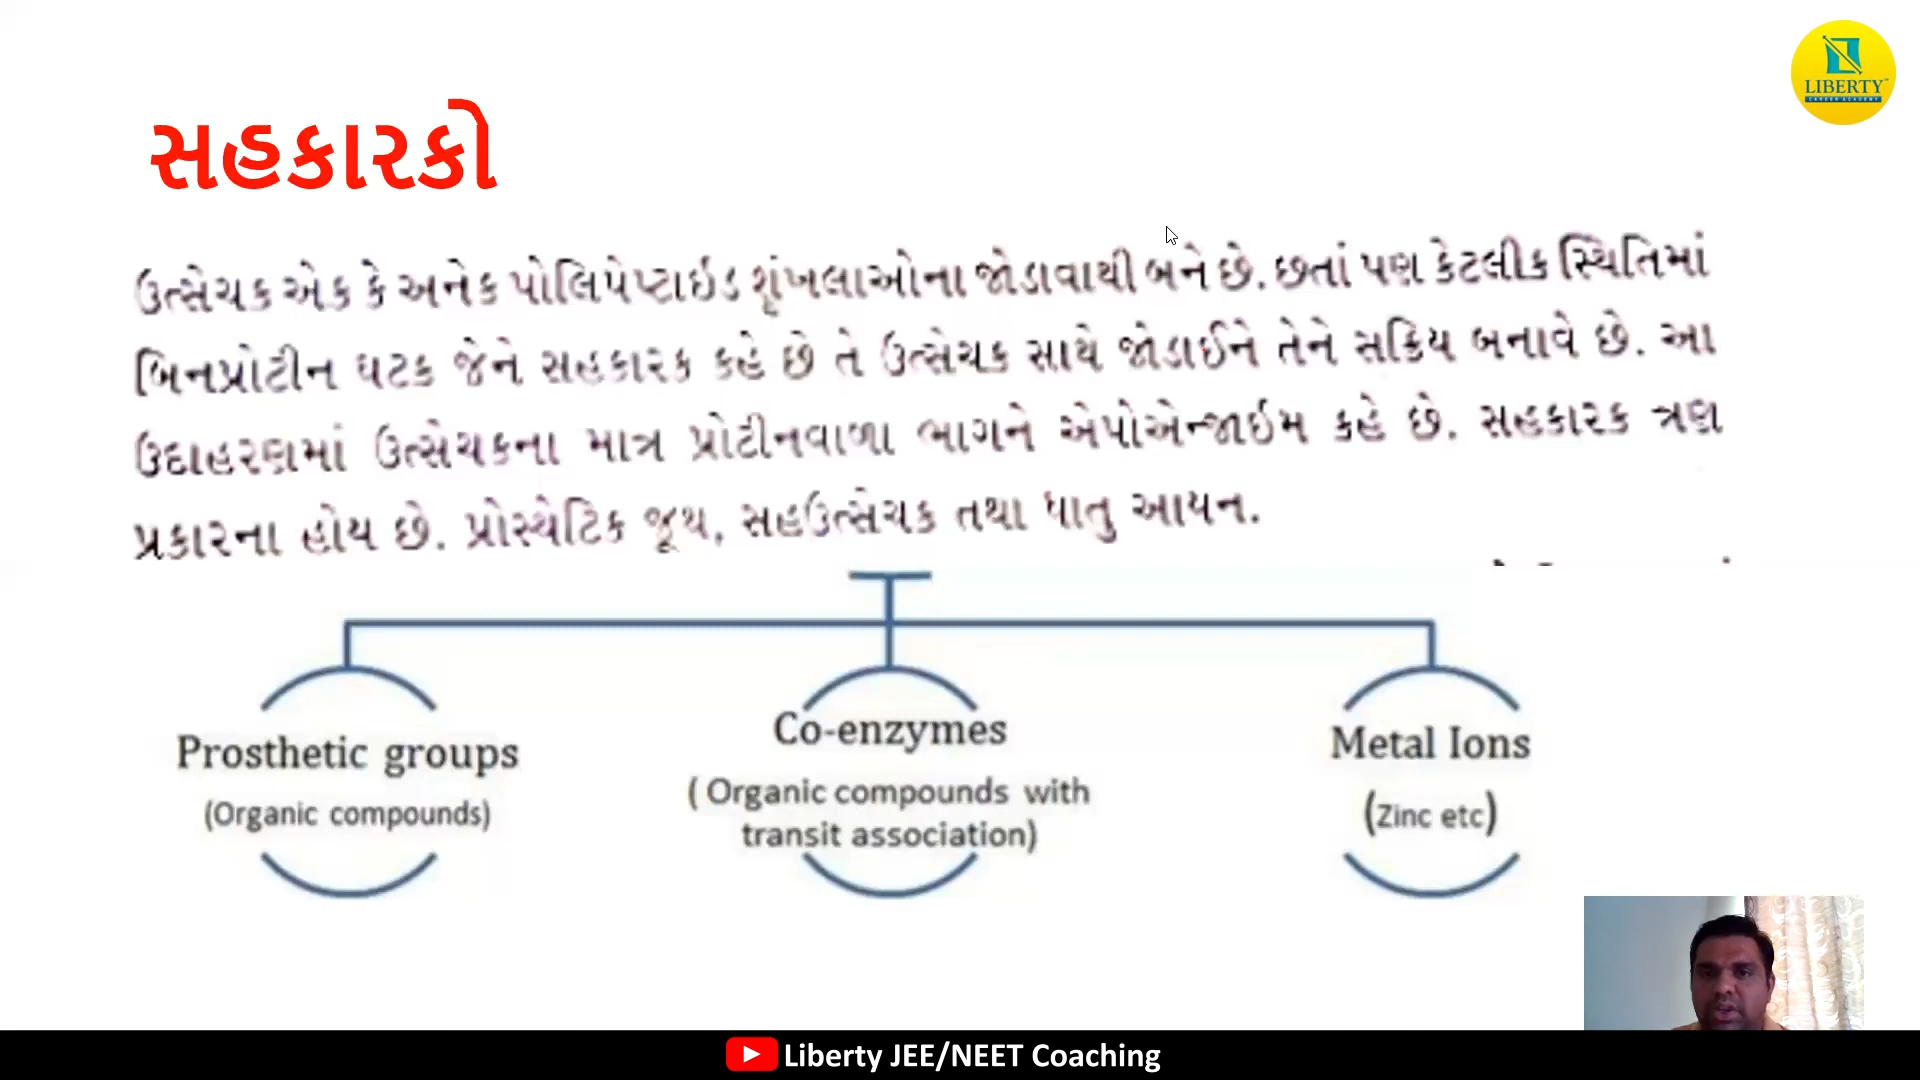 LIBERTY
CAREER ACADEMY
સહકારકો
ઉત્સેચક એક કે અનેક પોલિપેપ્ટાઇડ શૃંખલાઓના જોડાવાથી બને છે. છતાં પણ કેટલીક સ્થિતિમાં
બિનપ્રોટીન ઘટક જેને સહકારક કહે છે તે ઉત્સેચક સાથે જોડાઈને તેને સક્રિય બનાવે છે. આ
ઉદાહરણમાં ઉત્સેચકના માત્ર પ્રોટીનવાળા ભાગને એપોએન્જાઇમ કહે છે. સહકારક ત્રણ
પ્રકારના હોય છે. પ્રોસ્થેટિક જૂથ, સહઉત્સેચક તથા ધાતુ આયન.
Prosthetic groups
(Organic compounds)
Co-enzymes
( Organic compounds with
transit association)
Metal Ions
(Zinc etc)
Liberty JEE/NEET Coaching